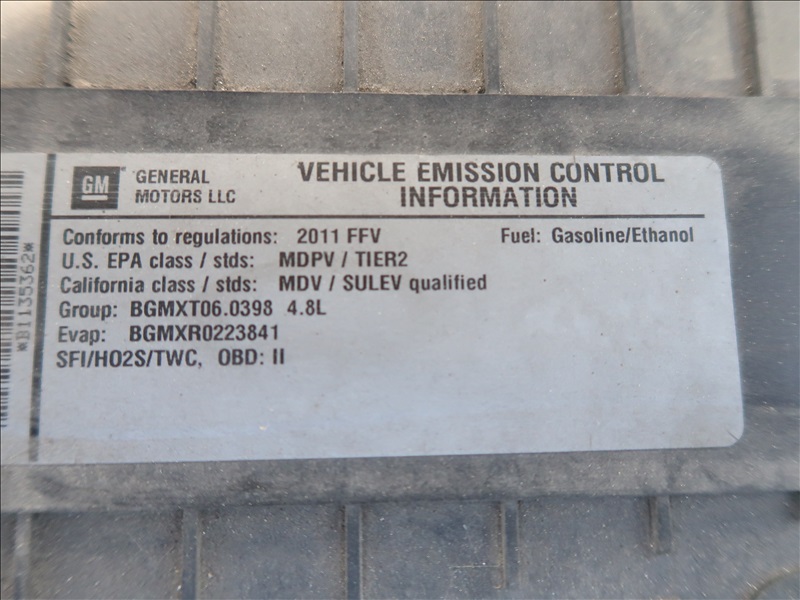 GM
GENERAL
MOTORS LLC
VEHICLE EMISSION CONTROL
INFORMATION
Conforms to regulations: 2011 FFV Fuel: Gasoline/Ethanol
U.S. EPA class / stds: MDPV / TIER2
California class / stds: MDV / SULEV qualified
Group: BGMXT06.0398 4.8L
Evap: BGMXR0223841
SFI/HO2S/TWC, OBD: II
*B1135362*